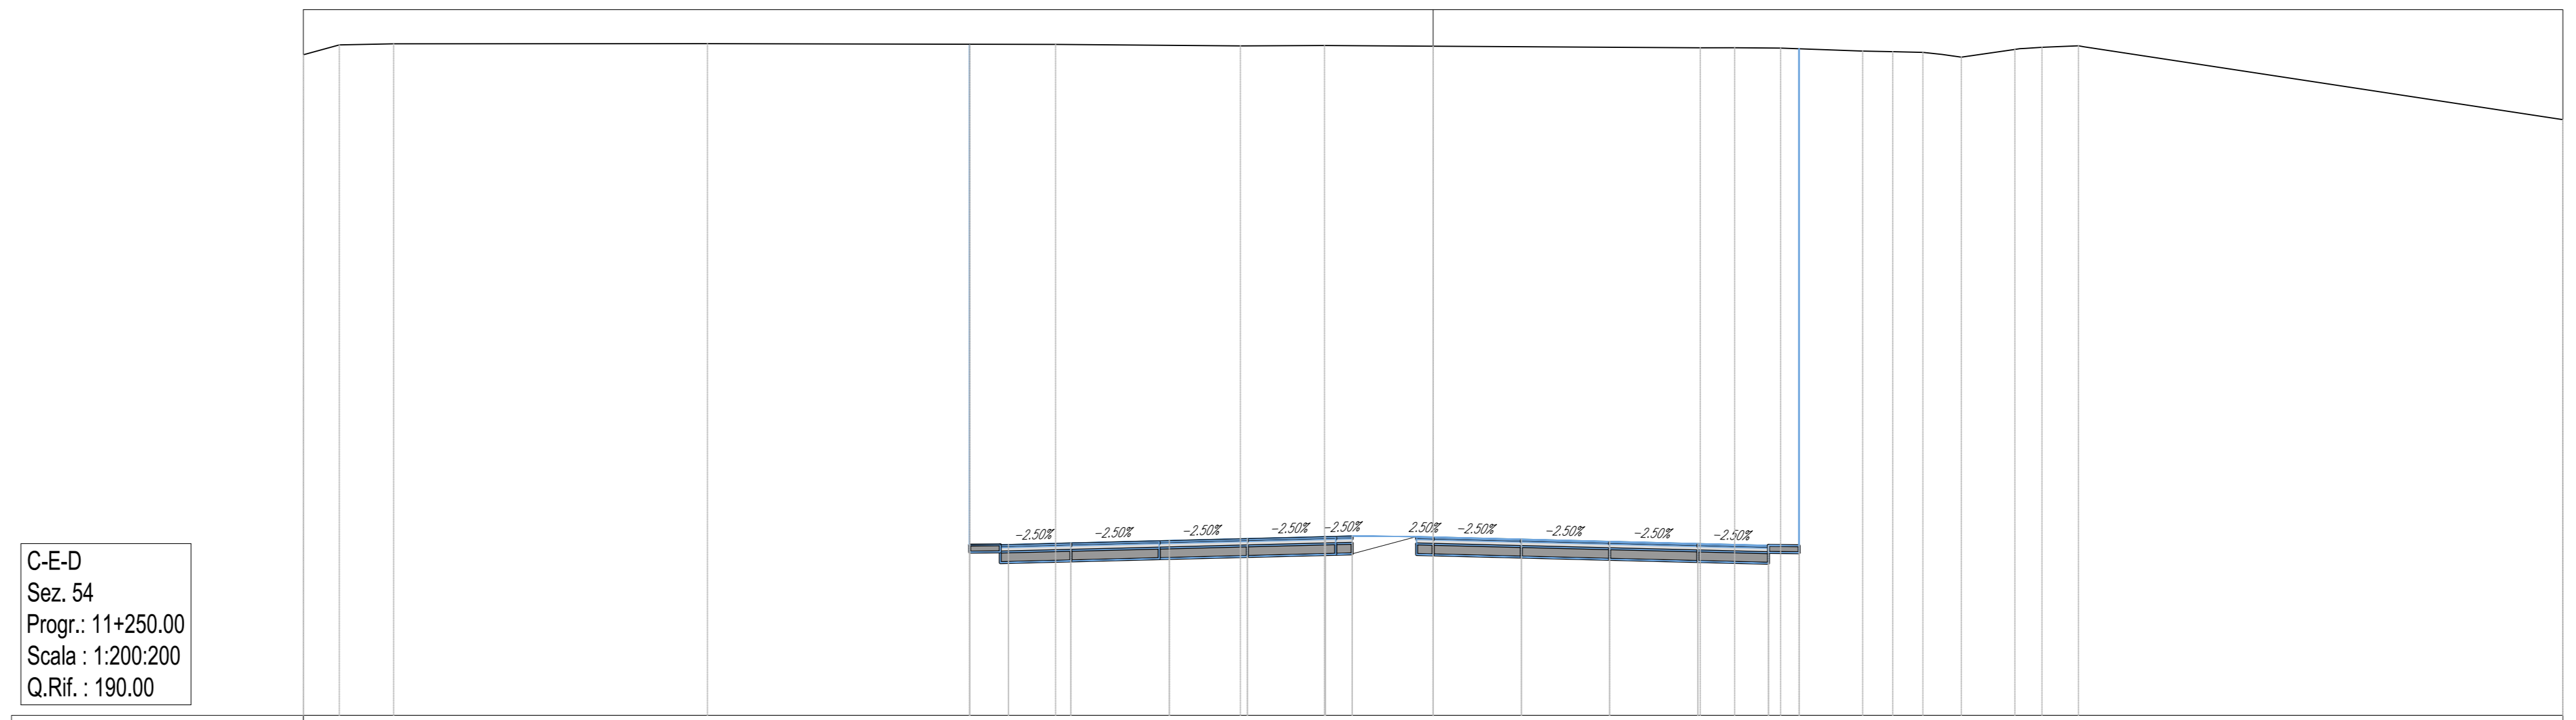 -2.50% -2.50% -2.50% -2.50% -2.50% 2.50% -2.50% -2.50% -2.50% -2.50%
C-E-D
Sez. 54
Progr.: 11+250.00
Scala : 1:200:200
Q.Rif. : 190.00